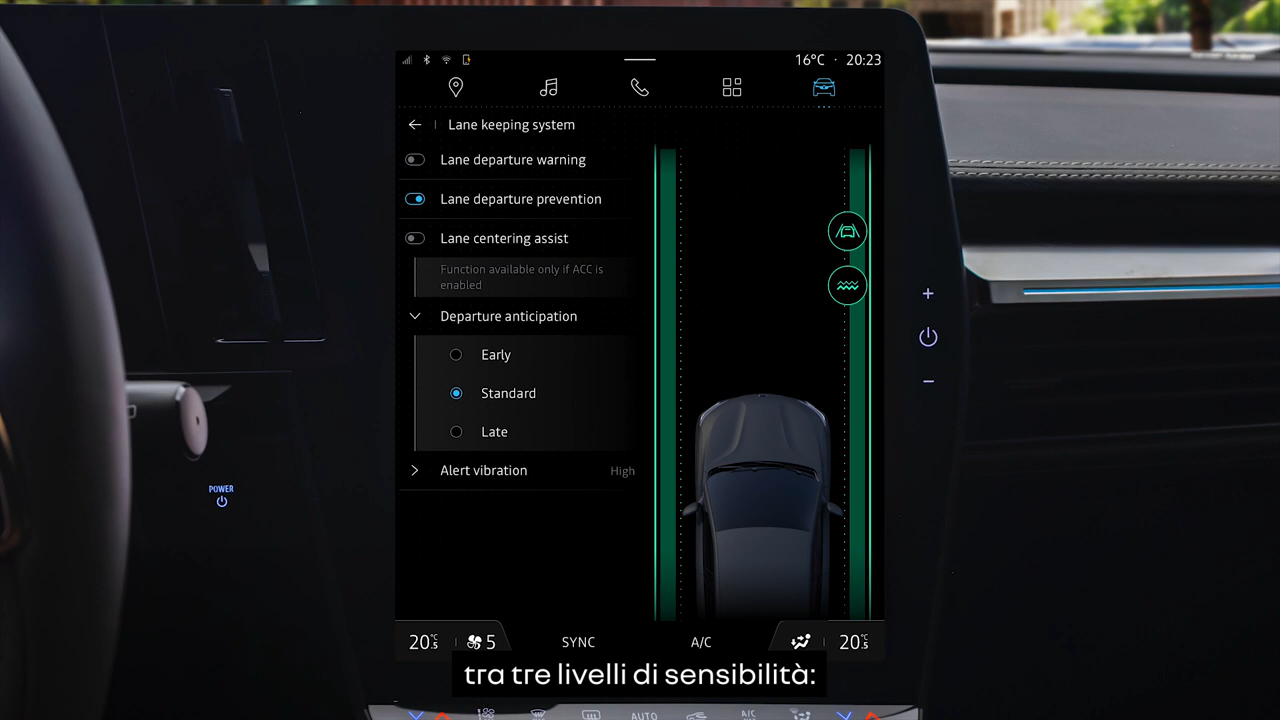 16°C · 20:23
Lane keeping system
Lane departure warning
Lane departure prevention
Lane centering assist
Function available only if ACC is
enabled
Departure anticipation
Early
Standard
Late
Alert vibration High
POWER
20.5°C 5 SYNC A/C 20.5°C
tra tre livelli di sensibilità:
AUTO A/C